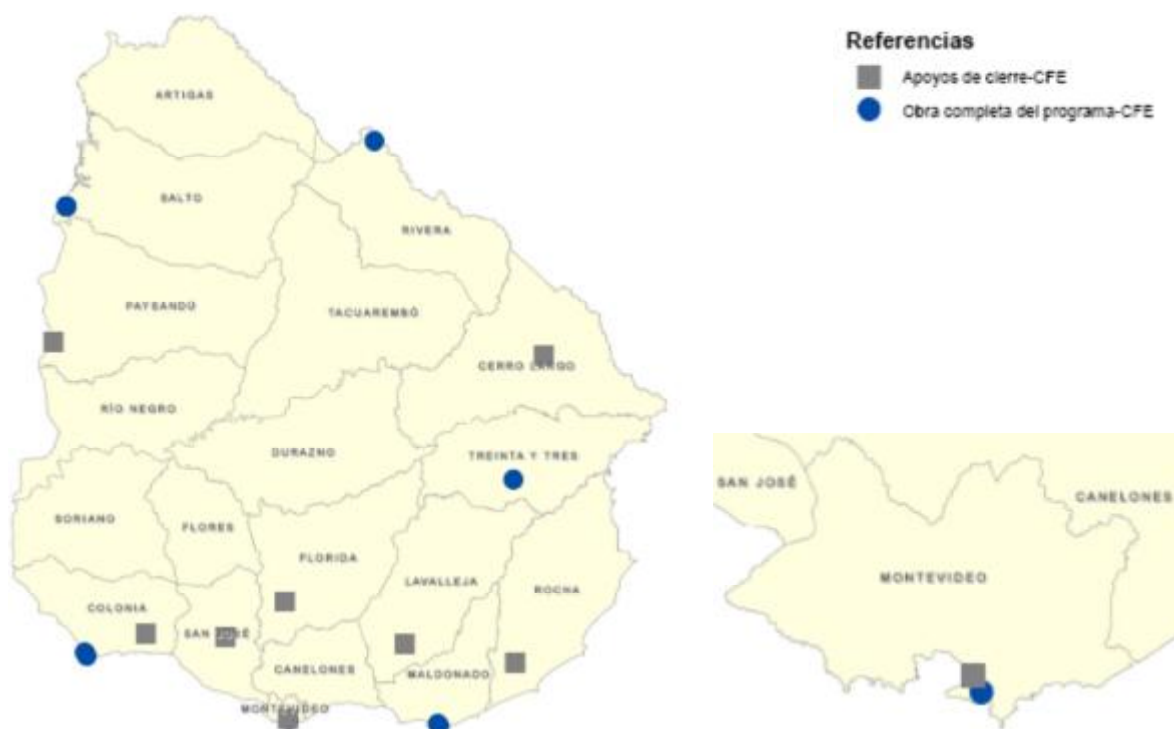 Referencias
Apoyos de cierre-CFE
Obra completa del programa-CFE
ARTIGAS
SALTO
RIVERA
PAYSANDÚ
TACUAREMBÓ
CERRO LARGO
RÍO NEGRO
DURAZNO
TREINTA Y TRES
SORIANO
FLORES
FLORIDA
LAVALLEJA
ROCHA
COLONIA
SAN JOSÉ
CANELONES
MALDONADO
MONTEVIDEO
SAN JOSÉ
CANELONES
MONTEVIDEO